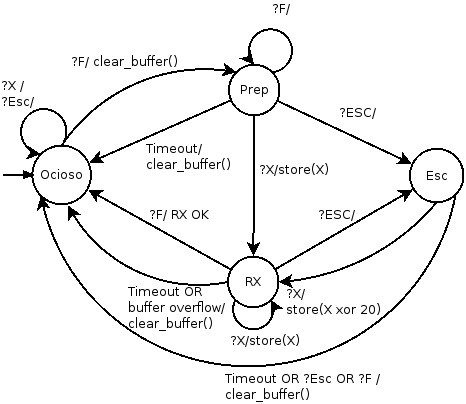 ?F/
?F/ clear_buffer()
?X /
?Esc/
Prep
?ESC/
Timeout/
clear_buffer()
?X/store(X)
Ocioso
Esc
?F/ RX OK
?ESC/
RX
Timeout OR
buffer overflow/
clear_buffer()
?X/
store(X xor 20)
?X/store(X)
Timeout OR ?Esc OR ?F /
clear_buffer()